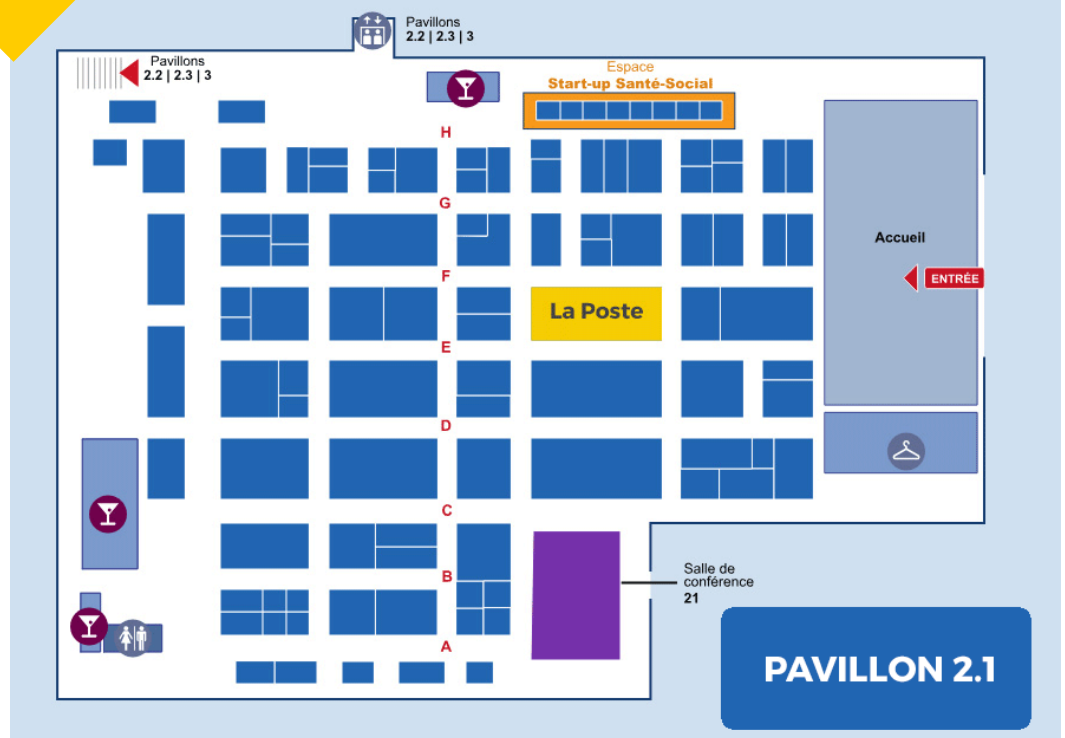 Pavillons
2.2 | 2.3 | 3
Pavillons
2.2 | 2.3 | 3
Espace
Start-up Santé-Social
H
G
Accueil
F
ENTRÉE
La Poste
E
D
C
Salle de
conférence
21
B
A
PAVILLON 2.1